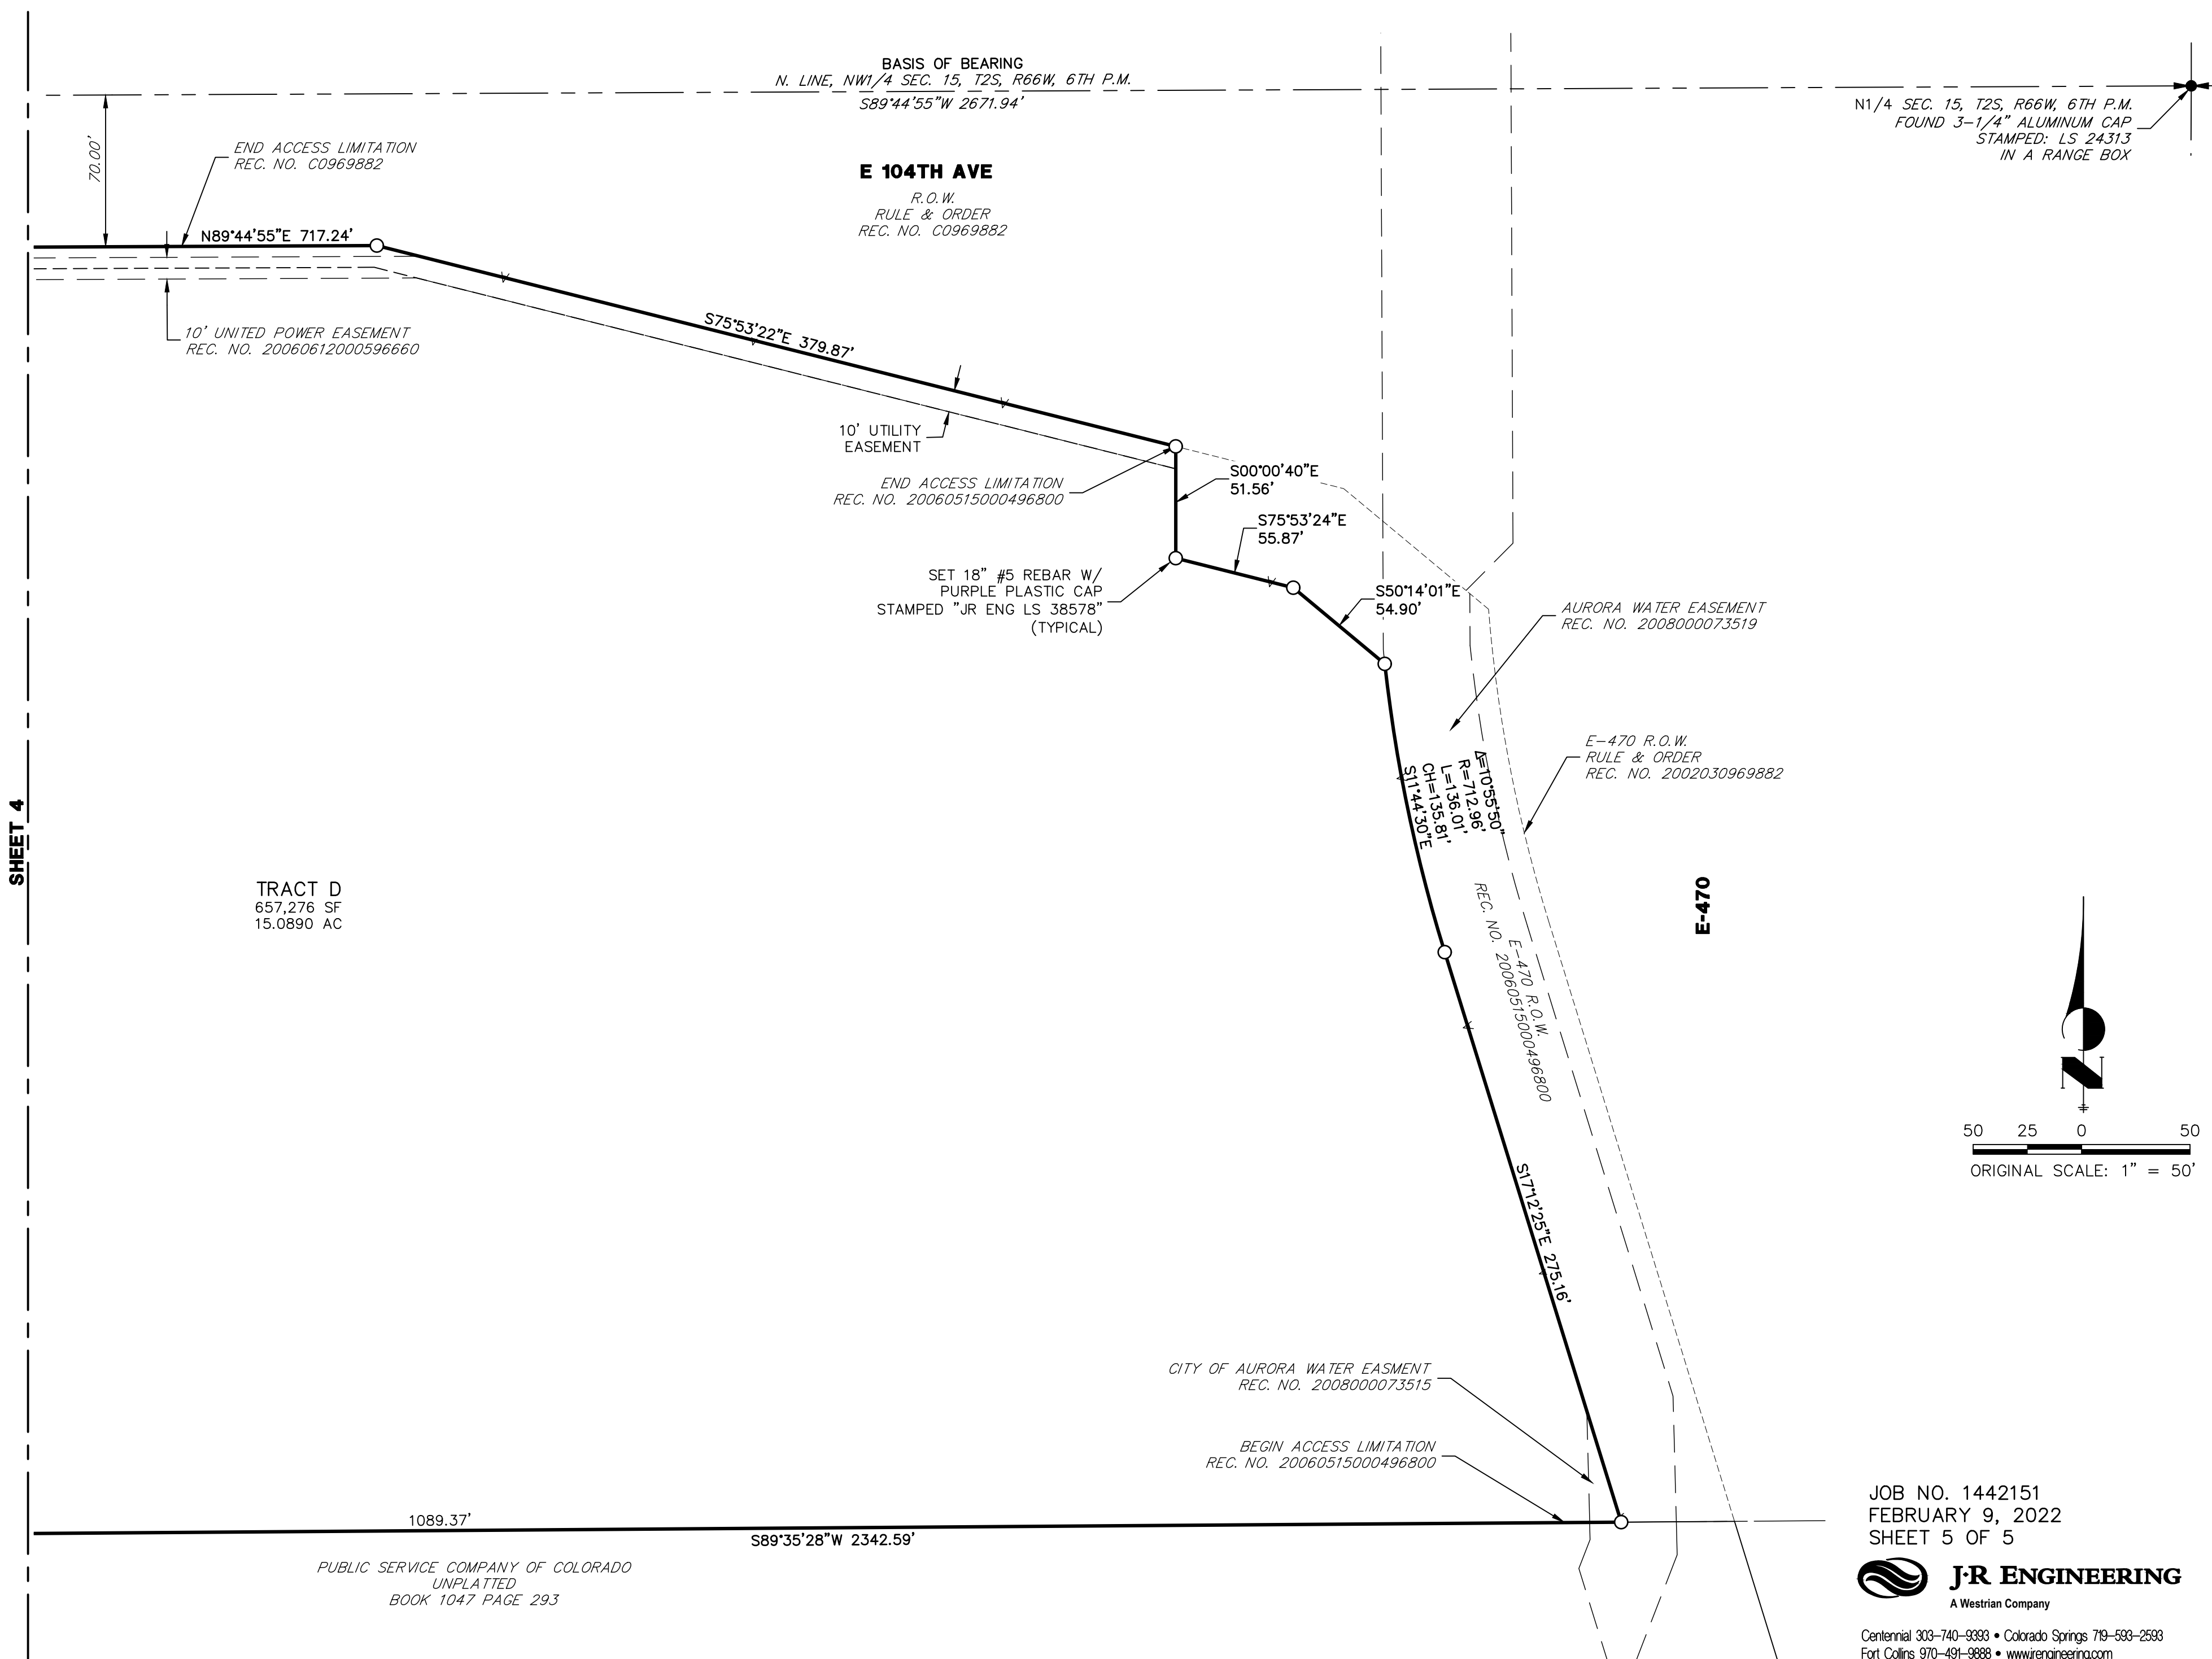 BASIS OF BEARING
N. LINE, NW1/4 SEC. 15, T2S, R66W, 6TH P.M.
S89°44'55"W 2671.94'
N1/4 SEC. 15, T2S, R66W, 6TH P.M.
FOUND 3-1/4" ALUMINUM CAP
STAMPED: LS 24313
IN A RANGE BOX
70.00'
END ACCESS LIMITATION
REC. NO. C0969882
E 104TH AVE
R.O.W.
RULE & ORDER
REC. NO. C0969882
N89°44'55"E 717.24'
10' UNITED POWER EASEMENT
REC. NO. 20060612000596660
S75°53'22"E 379.87'
10' UTILITY
EASEMENT
END ACCESS LIMITATION
REC. NO. 20060515000496800
S00°00'40"E
51.56'
S75°53'24"E
55.87'
SET 18" #5 REBAR W/
PURPLE PLASTIC CAP
STAMPED "JR ENG LS 38578"
(TYPICAL)
S50°14'01"E
54.90'
AURORA WATER EASEMENT
REC. NO. 2008000073519
E-470 R.O.W.
RULE & ORDER
REC. NO. 2002030969882
Δ=10°55'50"
R=712.96'
L=136.01'
CH=135.81'
S11°44'30"E
SHEET 4
TRACT D
657,276 SF
15.0890 AC
E-470 R.O.W.
REC. NO. 20060515000496800
E-470
N
50 25 0 50
ORIGINAL SCALE: 1" = 50'
S17°12'25"E 275.16'
CITY OF AURORA WATER EASMENT
REC. NO. 2008000073515
BEGIN ACCESS LIMITATION
REC. NO. 20060515000496800
1089.37'
S89°35'28"W 2342.59'
PUBLIC SERVICE COMPANY OF COLORADO
UNPLATTED
BOOK 1047 PAGE 293
JOB NO. 1442151
FEBRUARY 9, 2022
SHEET 5 OF 5
J·R ENGINEERING
A Westrian Company
Centennial 303-740-9393 • Colorado Springs 719-593-2593
Fort Collins 970-491-9888 • www.jrengineering.com